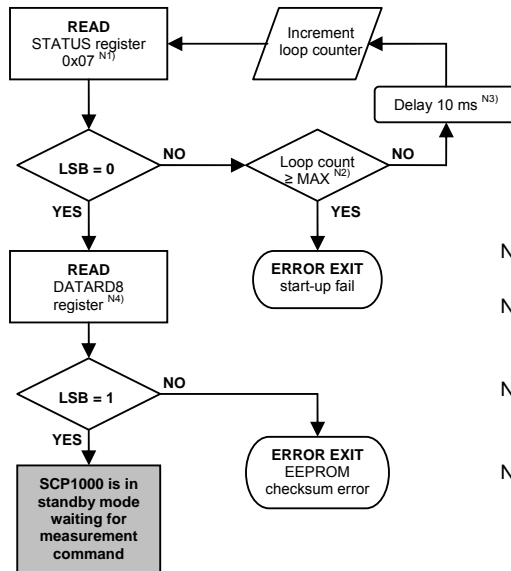 READ
STATUS register
0x07 N1)
Increment
loop counter
Delay 10 ms N3)
LSB = 0
NO
Loop count
≥ MAX N2)
NO
YES
YES
READ
DATARD8
register N4)
ERROR EXIT
start-up fail
N
N
LSB = 1
NO
N
YES
SCP1000 is in
standby mode
waiting for
measurement
command
ERROR EXIT
EEPROM
checksum error
N